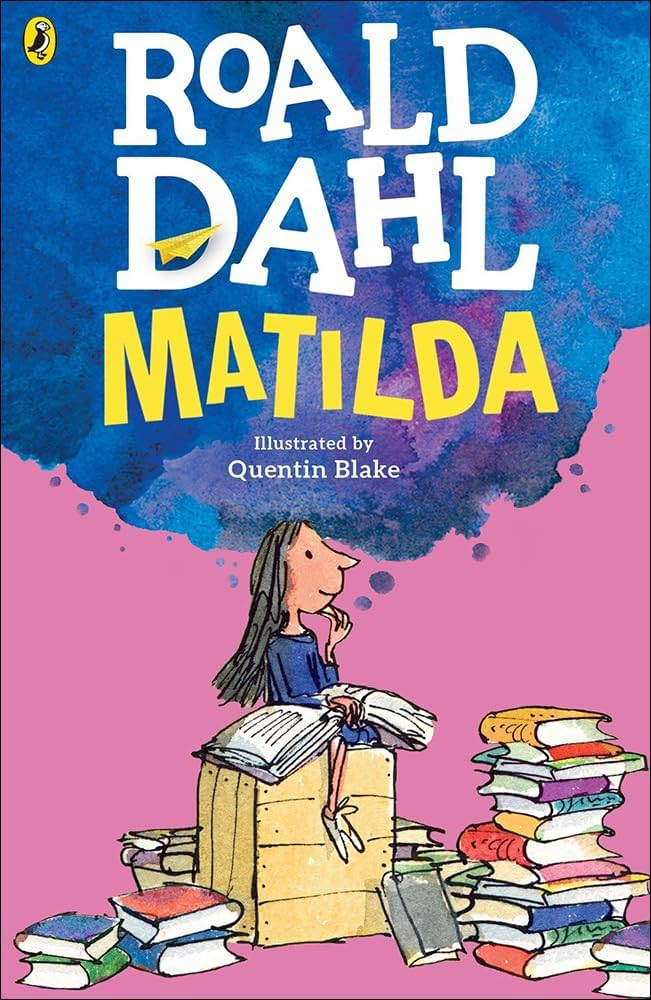 ROALD
DAHL
MATILDA
Illustrated by
Quentin Blake